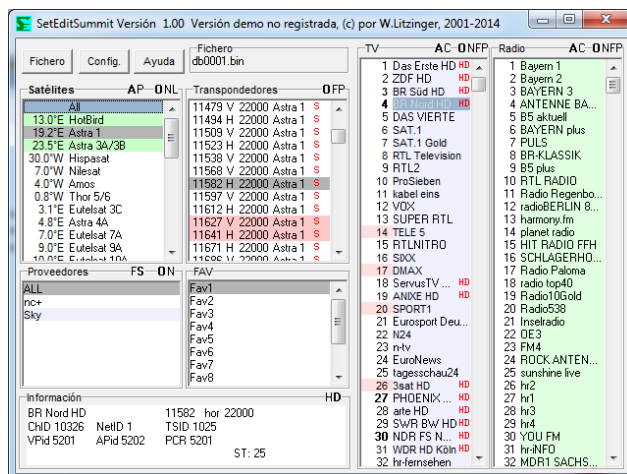 SetEditSummit Versión 1.00 Versión demo no registrada, (c) por W.Litzinger, 2001-2014
Fichero
Config.
Ayuda
Fichero
db0001.bin
Satélites AP ONL
All
13.0°E HotBird
19.2°E Astra 1
23.5°E Astra 3A/3B
30.0°W Hispasat
7.0°W Nilesat
4.0°W Amos
0.8°W Thor 5/6
3.1°E Eutelsat 3C
4.8°E Astra 4A
7.0°E Eutelsat 7A
9.0°E Eutelsat 9A
10.0°E Eutelsat 10A
Transpondedores OFP
11479 V 22000 Astra 1 S
11494 H 22000 Astra 1 S
11509 V 22000 Astra 1 S
11523 H 22000 Astra 1 S
11538 V 22000 Astra 1 S
11568 V 22000 Astra 1 S
11582 H 22000 Astra 1 S
11597 V 22000 Astra 1 S
11612 H 22000 Astra 1 S
11627 V 22000 Astra 1 S
11641 H 22000 Astra 1 S
11671 H 22000 Astra 1 S
11686 V 22000 Astra 1 S
Proveedores FS ON
ALL
nc+
Sky
FAV
Fav1
Fav2
Fav3
Fav4
Fav5
Fav6
Fav7
Fav8
Información HD
BR Nord HD 11582 hor 22000
ChID 10326 NetID 1 TSID 1025
VPid 5201 APid 5202 PCR 5201
ST: 25
TV AC ONFP
1 Das Erste HD HD
2 ZDF HD HD
3 BR Süd HD HD
4 BR Nord HD HD
5 DAS VIERTE
6 SAT.1
7 SAT.1 Gold
8 RTL Television
9 RTL2
10 ProSieben
11 kabel eins
12 VOX
13 SUPER RTL
14 TELE 5
15 RTLNITRO
16 SIXX
17 DMAX
18 ServusTV ... HD
19 ANIXE HD HD
20 SPORT1
21 Eurosport Deu...
22 N24
23 n-tv
24 EuroNews
25 tagesschau24
26 3sat HD HD
27 PHOENIX ... HD
28 arte HD HD
29 SWR BW HD HD
30 NDR FS N... HD
31 WDR HD Köln HD
32 hr-fernsehen
Radio AC ONFP
1 Bayern 1
2 Bayern 2
3 BAYERN 3
4 ANTENNE BA...
5 B5 aktuell
6 BAYERN plus
7 PULS
8 BR-KLASSIK
9 B5 plus
10 RTL RADIO
11 Radio Regenbo...
12 radioBERLIN 8...
13 harmony.fm
14 planet radio
15 HIT RADIO FFH
16 SCHLAGERHO...
17 Radio Paloma
18 radio top40
19 Radio10Gold
20 Radio538
21 Inselradio
22 OE3
23 FM4
24 ROCK ANTEN...
25 sunshine live
26 hr2
27 hr1
28 hr3
29 hr4
30 YOU FM
31 hr-iNFO
32 MDR1 SACHS...